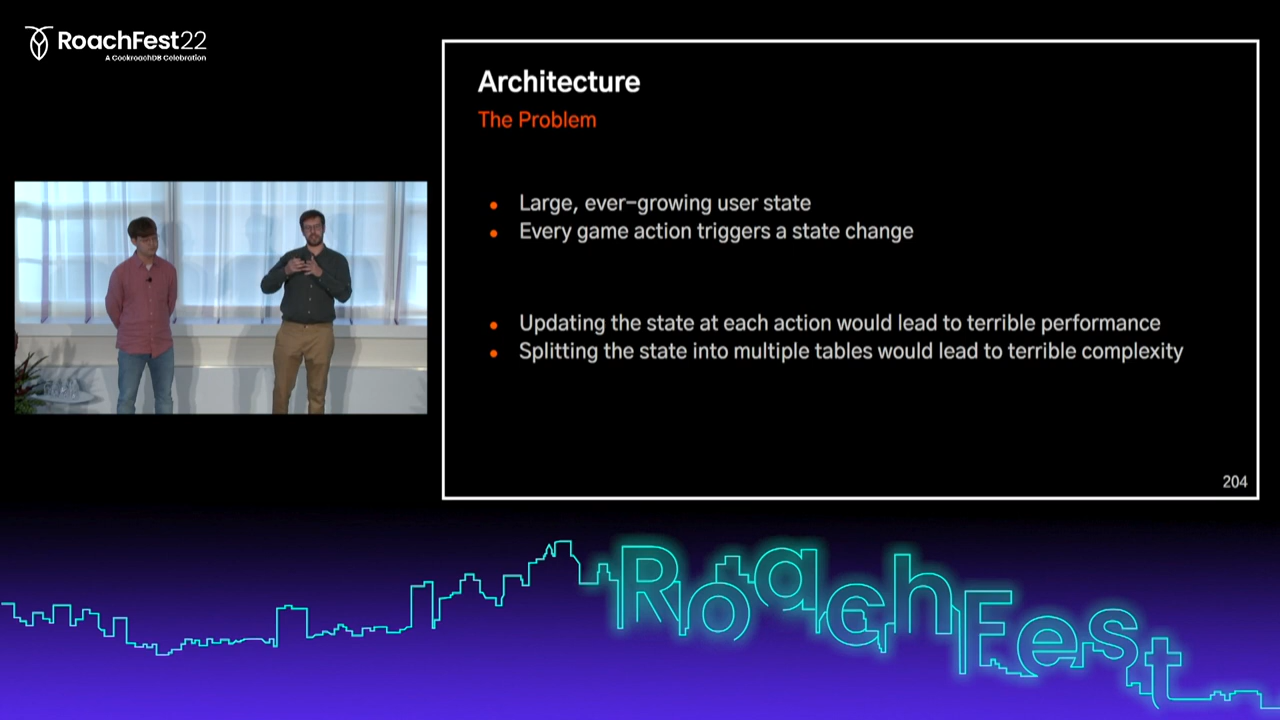 RoachFest22
A CockroachDB Celebration
Architecture
The Problem
• Large, ever-growing user state
• Every game action triggers a state change
• Updating the state at each action would lead to terrible performance
• Splitting the state into multiple tables would lead to terrible complexity
204
RoachFest